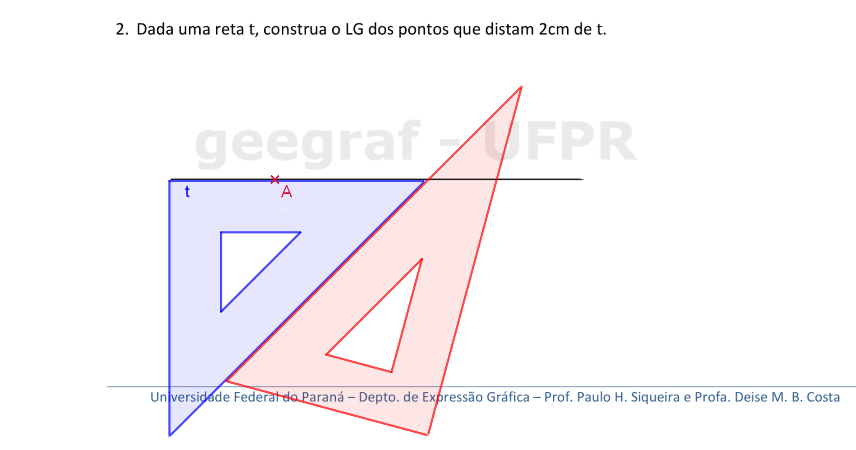 2. Dada uma reta t, construa o LG dos pontos que distam 2cm de t.
geegraf - UFPR
t
A
Universidade Federal do Paraná – Depto. de Expressão Gráfica – Prof. Paulo H. Siqueira e Profa. Deise M. B. Costa